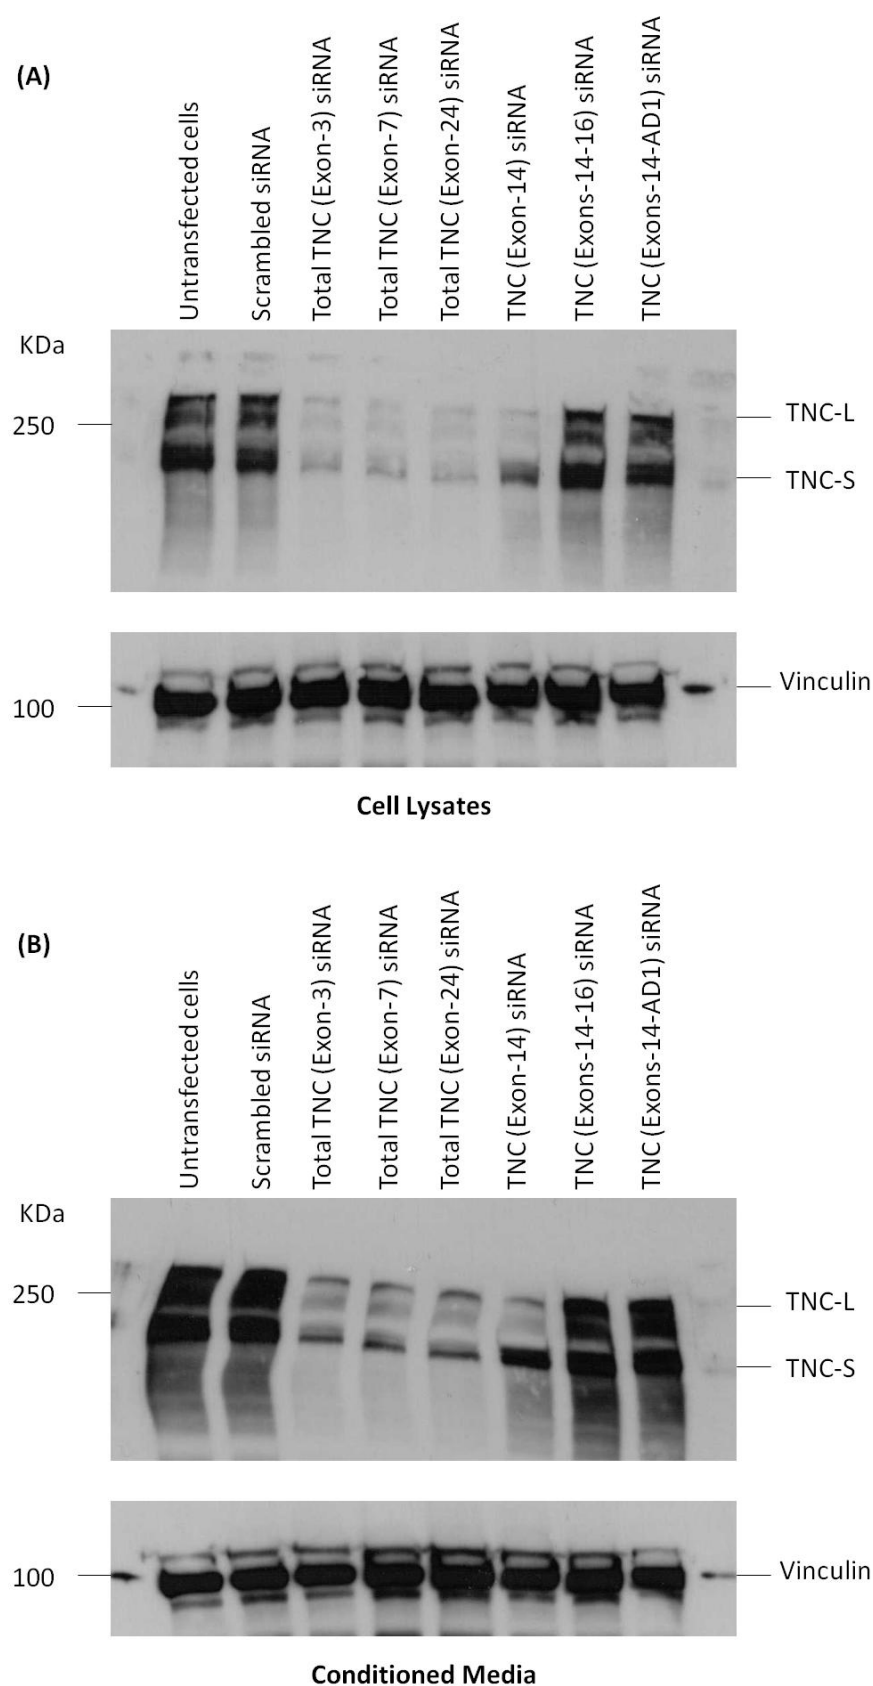 (A)
Untransfected cells
Scrambled siRNA
Total TNC (Exon-3) siRNA
Total TNC (Exon-7) siRNA
Total TNC (Exon-24) siRNA
TNC (Exon-14) siRNA
TNC (Exons-14-16) siRNA
TNC (Exons-14-AD1) siRNA
KDa
250
TNC-L
TNC-S
100
Vinculin
Cell Lysates
(B)
Untransfected cells
Scrambled siRNA
Total TNC (Exon-3) siRNA
Total TNC (Exon-7) siRNA
Total TNC (Exon-24) siRNA
TNC (Exon-14) siRNA
TNC (Exons-14-16) siRNA
TNC (Exons-14-AD1) siRNA
KDa
250
TNC-L
TNC-S
100
Vinculin
Conditioned Media